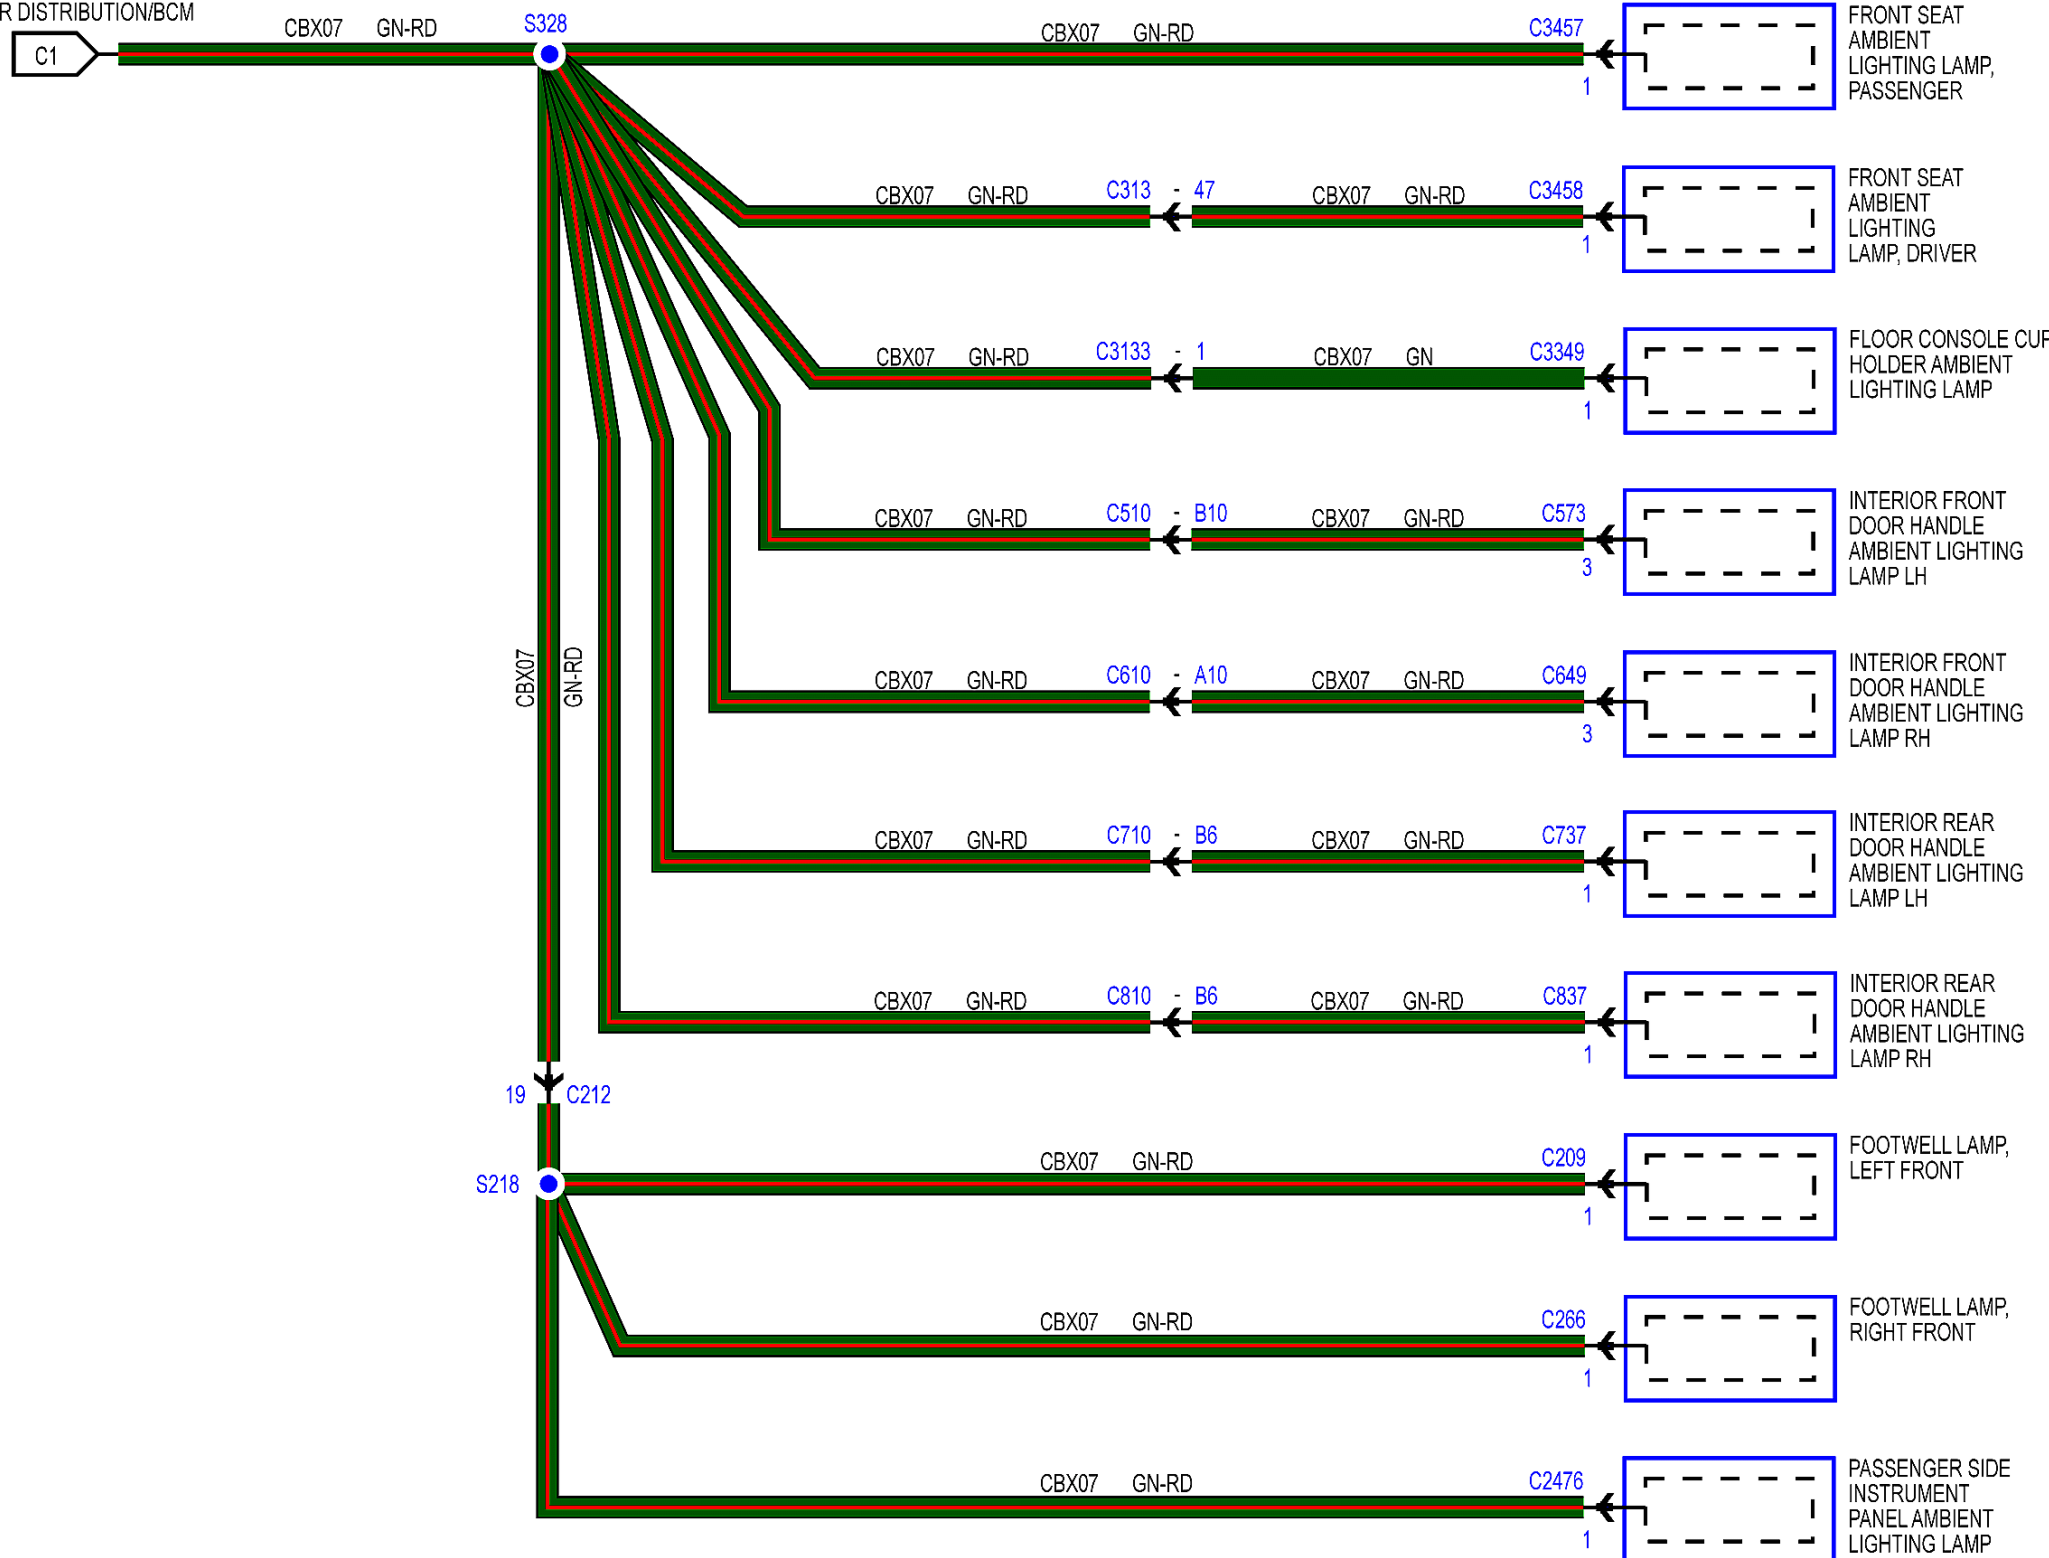 R DISTRIBUTION/BCM
C1
CBX07 GN-RD
S328
CBX07 GN-RD
C3457
1
FRONT SEAT
AMBIENT
LIGHTING LAMP,
PASSENGER
CBX07 GN-RD
C313 - 47
CBX07 GN-RD
C3458
1
FRONT SEAT
AMBIENT
LIGHTING
LAMP, DRIVER
CBX07 GN-RD
C3133 - 1
CBX07 GN
C3349
1
FLOOR CONSOLE CUP
HOLDER AMBIENT
LIGHTING LAMP
CBX07 GN-RD
C510 - B10
CBX07 GN-RD
C573
3
INTERIOR FRONT
DOOR HANDLE
AMBIENT LIGHTING
LAMP LH
CBX07 GN-RD
CBX07 GN-RD
C610 - A10
CBX07 GN-RD
C649
3
INTERIOR FRONT
DOOR HANDLE
AMBIENT LIGHTING
LAMP RH
CBX07 GN-RD
C710 - B6
CBX07 GN-RD
C737
1
INTERIOR REAR
DOOR HANDLE
AMBIENT LIGHTING
LAMP LH
CBX07 GN-RD
C810 - B6
CBX07 GN-RD
C837
1
INTERIOR REAR
DOOR HANDLE
AMBIENT LIGHTING
LAMP RH
19 C212
S218
CBX07 GN-RD
C209
1
FOOTWELL LAMP,
LEFT FRONT
CBX07 GN-RD
C266
1
FOOTWELL LAMP,
RIGHT FRONT
CBX07 GN-RD
C2476
1
PASSENGER SIDE
INSTRUMENT
PANEL AMBIENT
LIGHTING LAMP